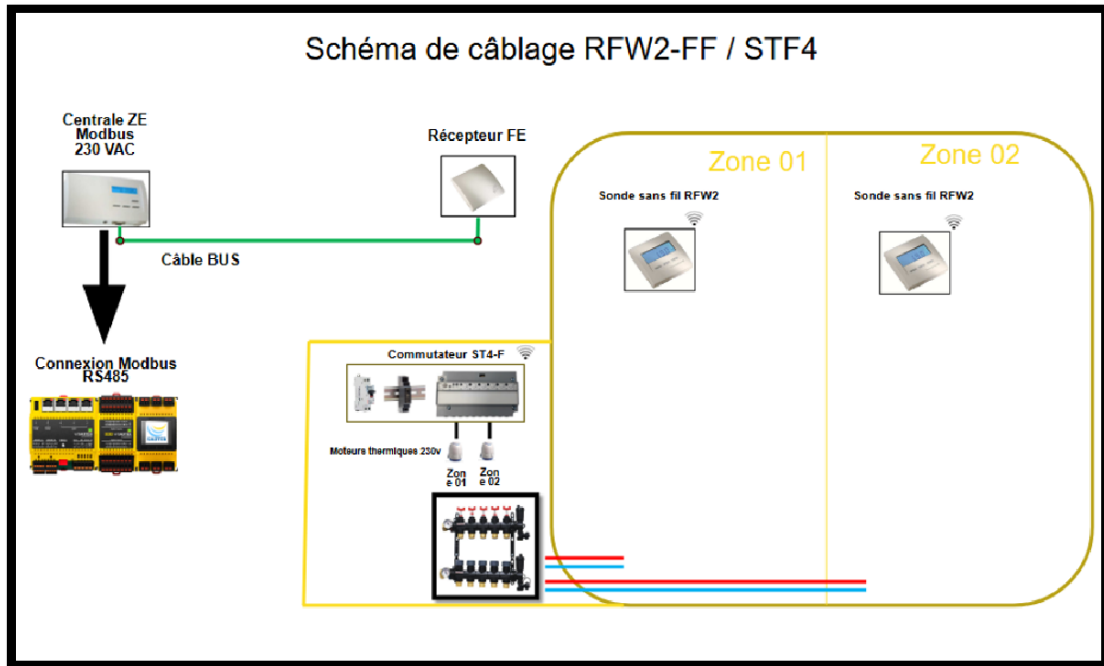 Schéma de câblage RFW2-FF / STF4
Centrale ZE
Modbus
230 VAC
Récepteur FE
Zone 01
Zone 02
Sonde sans fil RFW2
Sonde sans fil RFW2
Câble BUS
Connexion Modbus
RS485
Commutateur ST4-F
Moteurs thermiques 230v
Zon
e 01
Zon
e 02